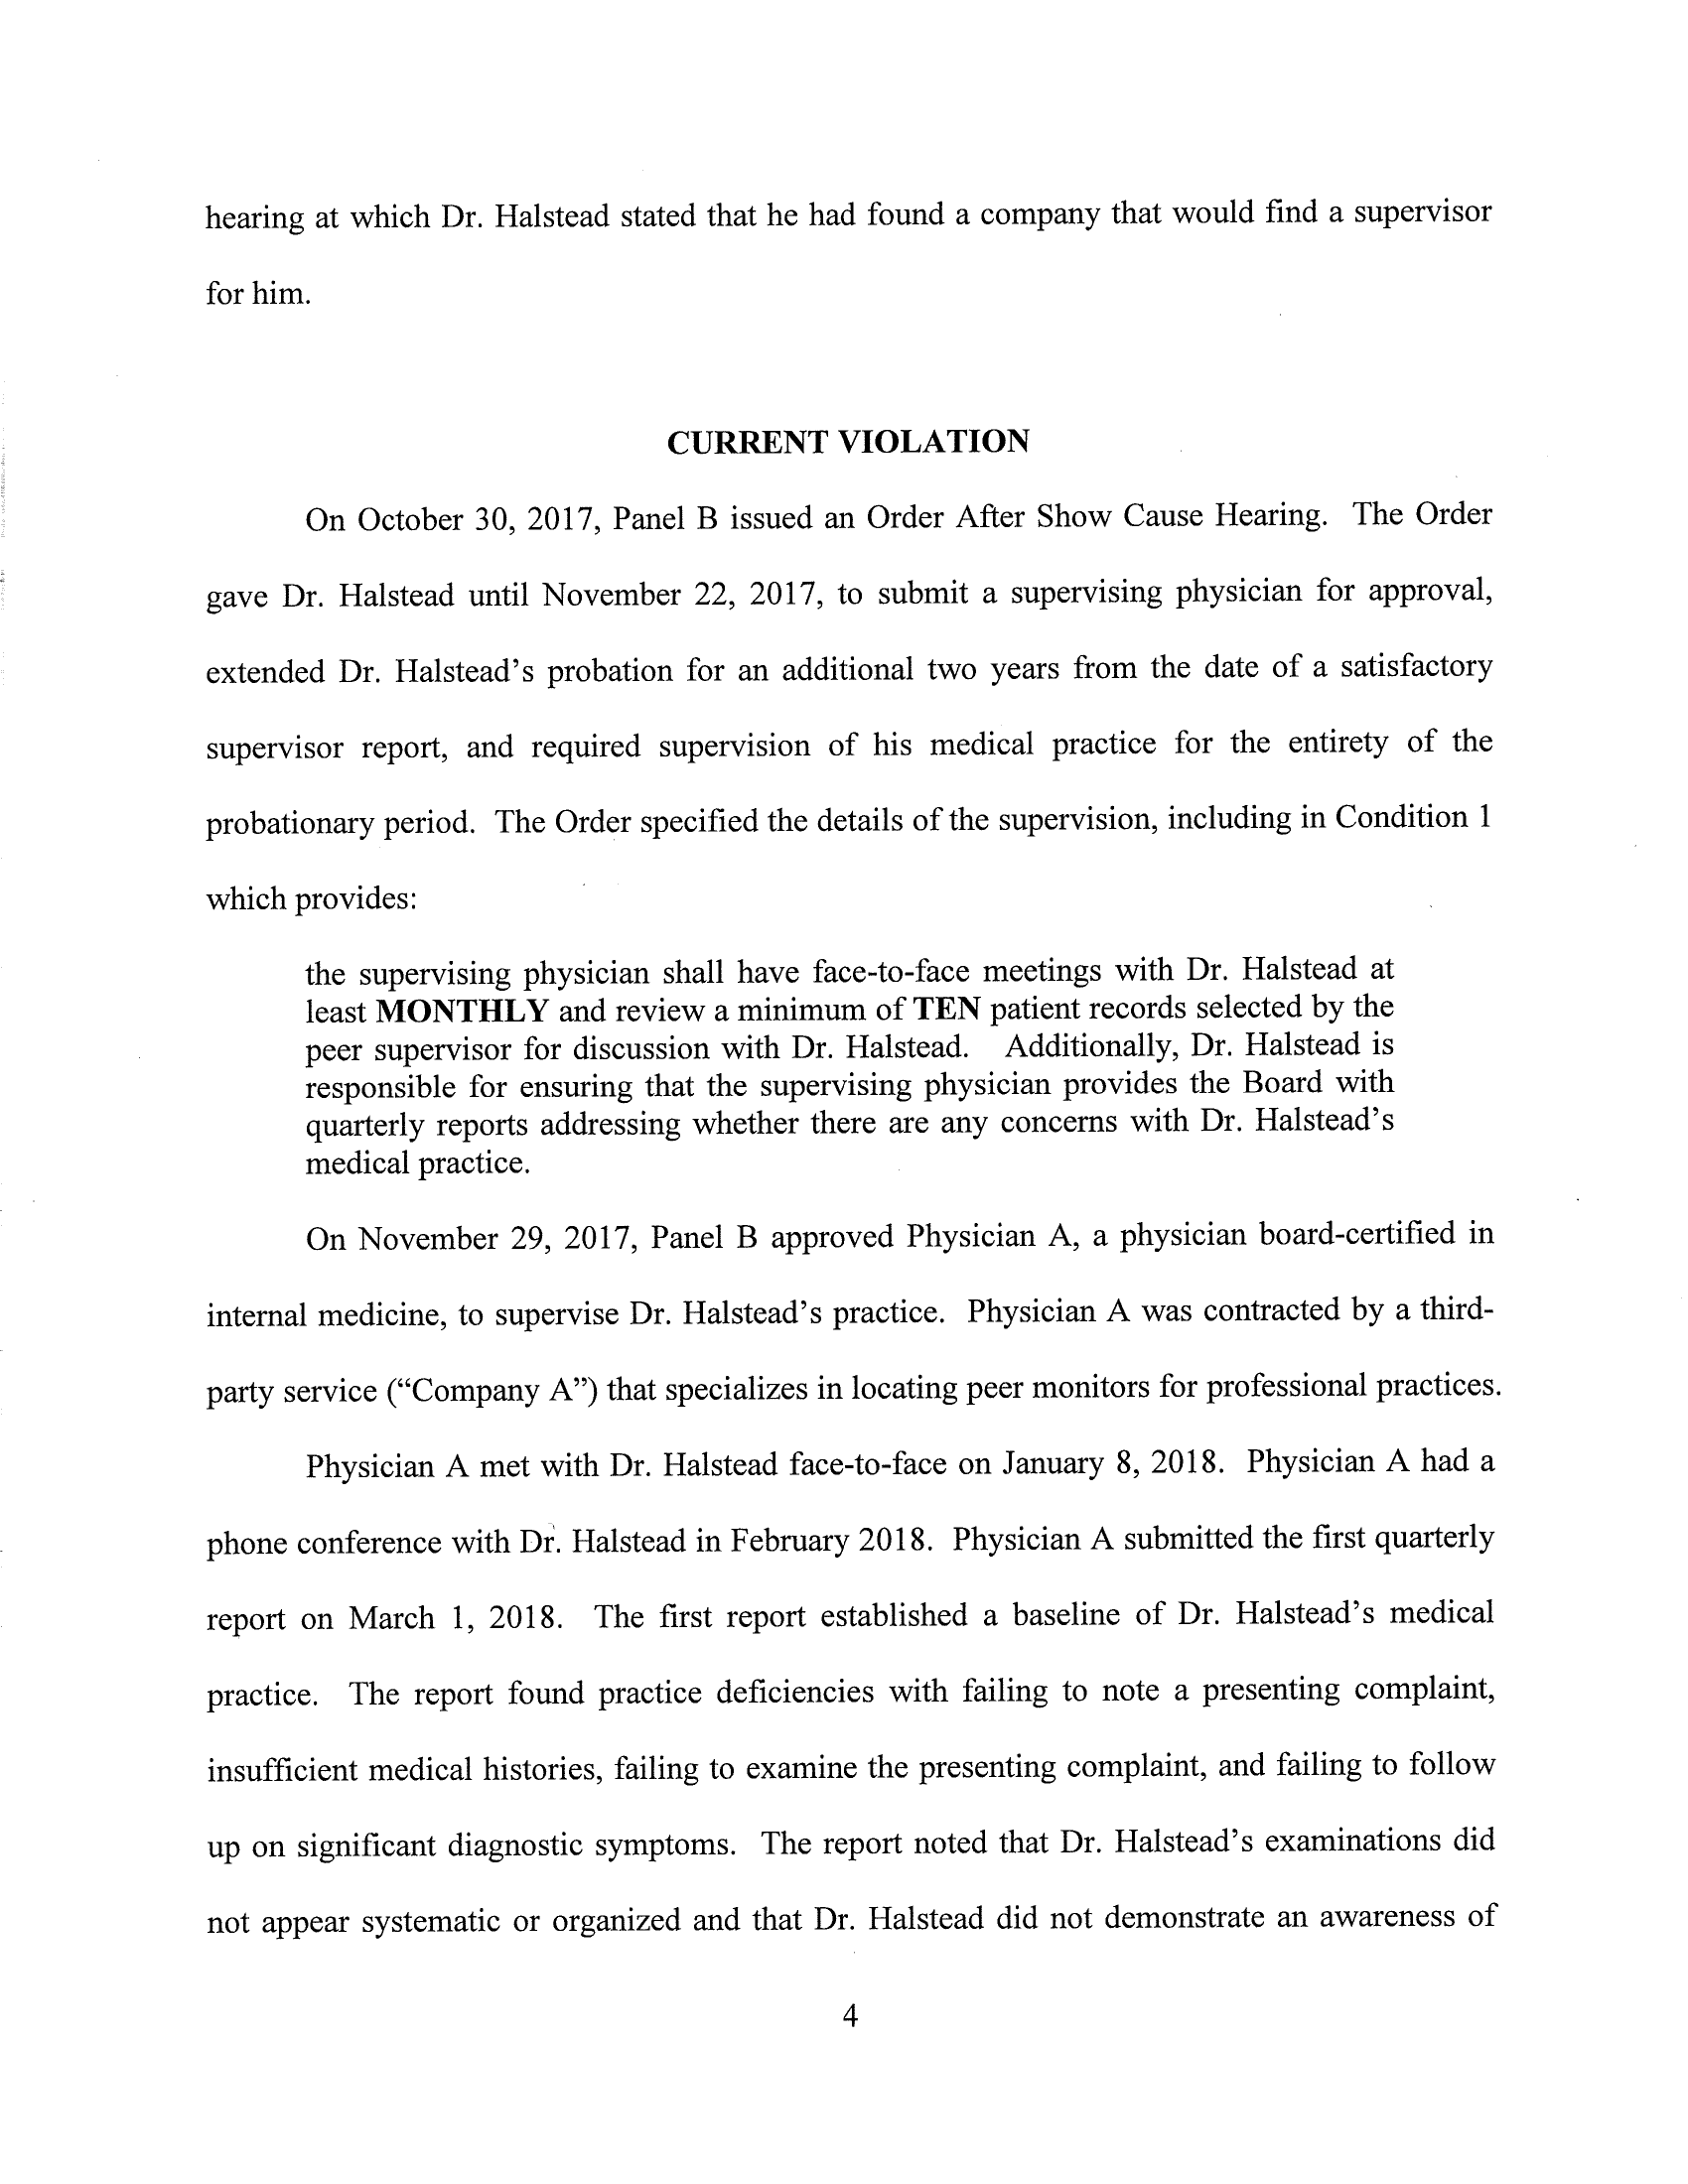 hearing at which Dr. Halstead stated that he had found a company that would find a supervisor
for him.
CURRENT VIOLATION
On October 30, 2017, Panel B issued an Order After Show Cause Hearing. The Order
gave Dr. Halstead until November 22, 2017, to submit a supervising physician for approval,
extended Dr. Halstead's probation for an additional two years from the date of a satisfactory
supervisor report, and required supervision of his medical practice for the entirety of the
probationary period. The Order specified the details of the supervision, including in Condition 1
which provides:
the supervising physician shall have face-to-face meetings with Dr. Halstead at
least MONTHLY and review a minimum of TEN patient records selected by the
peer supervisor for discussion with Dr. Halstead. Additionally, Dr. Halstead is
responsible for ensuring that the supervising physician provides the Board with
quarterly reports addressing whether there are any concerns with Dr. Halstead's
medical practice.
On November 29, 2017, Panel B approved Physician A, a physician board-certified in
internal medicine, to supervise Dr. Halstead's practice. Physician A was contracted by a third-
party service ("Company A") that specializes in locating peer monitors for professional practices.
Physician A met with Dr. Halstead face-to-face on January 8, 2018. Physician A had a
phone conference with Dr. Halstead in February 2018. Physician A submitted the first quarterly
report on March 1, 2018. The first report established a baseline of Dr. Halstead's medical
practice. The report found practice deficiencies with failing to note a presenting complaint,
insufficient medical histories, failing to examine the presenting complaint, and failing to follow
up on significant diagnostic symptoms. The report noted that Dr. Halstead's examinations did
not appear systematic or organized and that Dr. Halstead did not demonstrate an awareness of
4